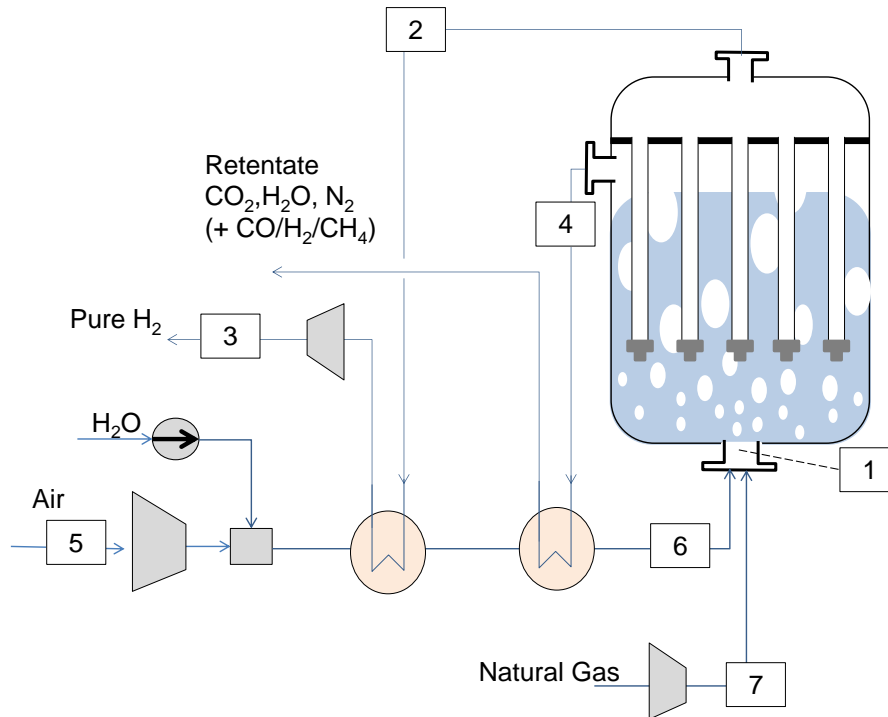 2
Retentate
CO₂,H₂O, N₂
(+ CO/H₂/CH₄)
4
Pure H₂
3
H₂O
1
Air
5
6
Natural Gas
7